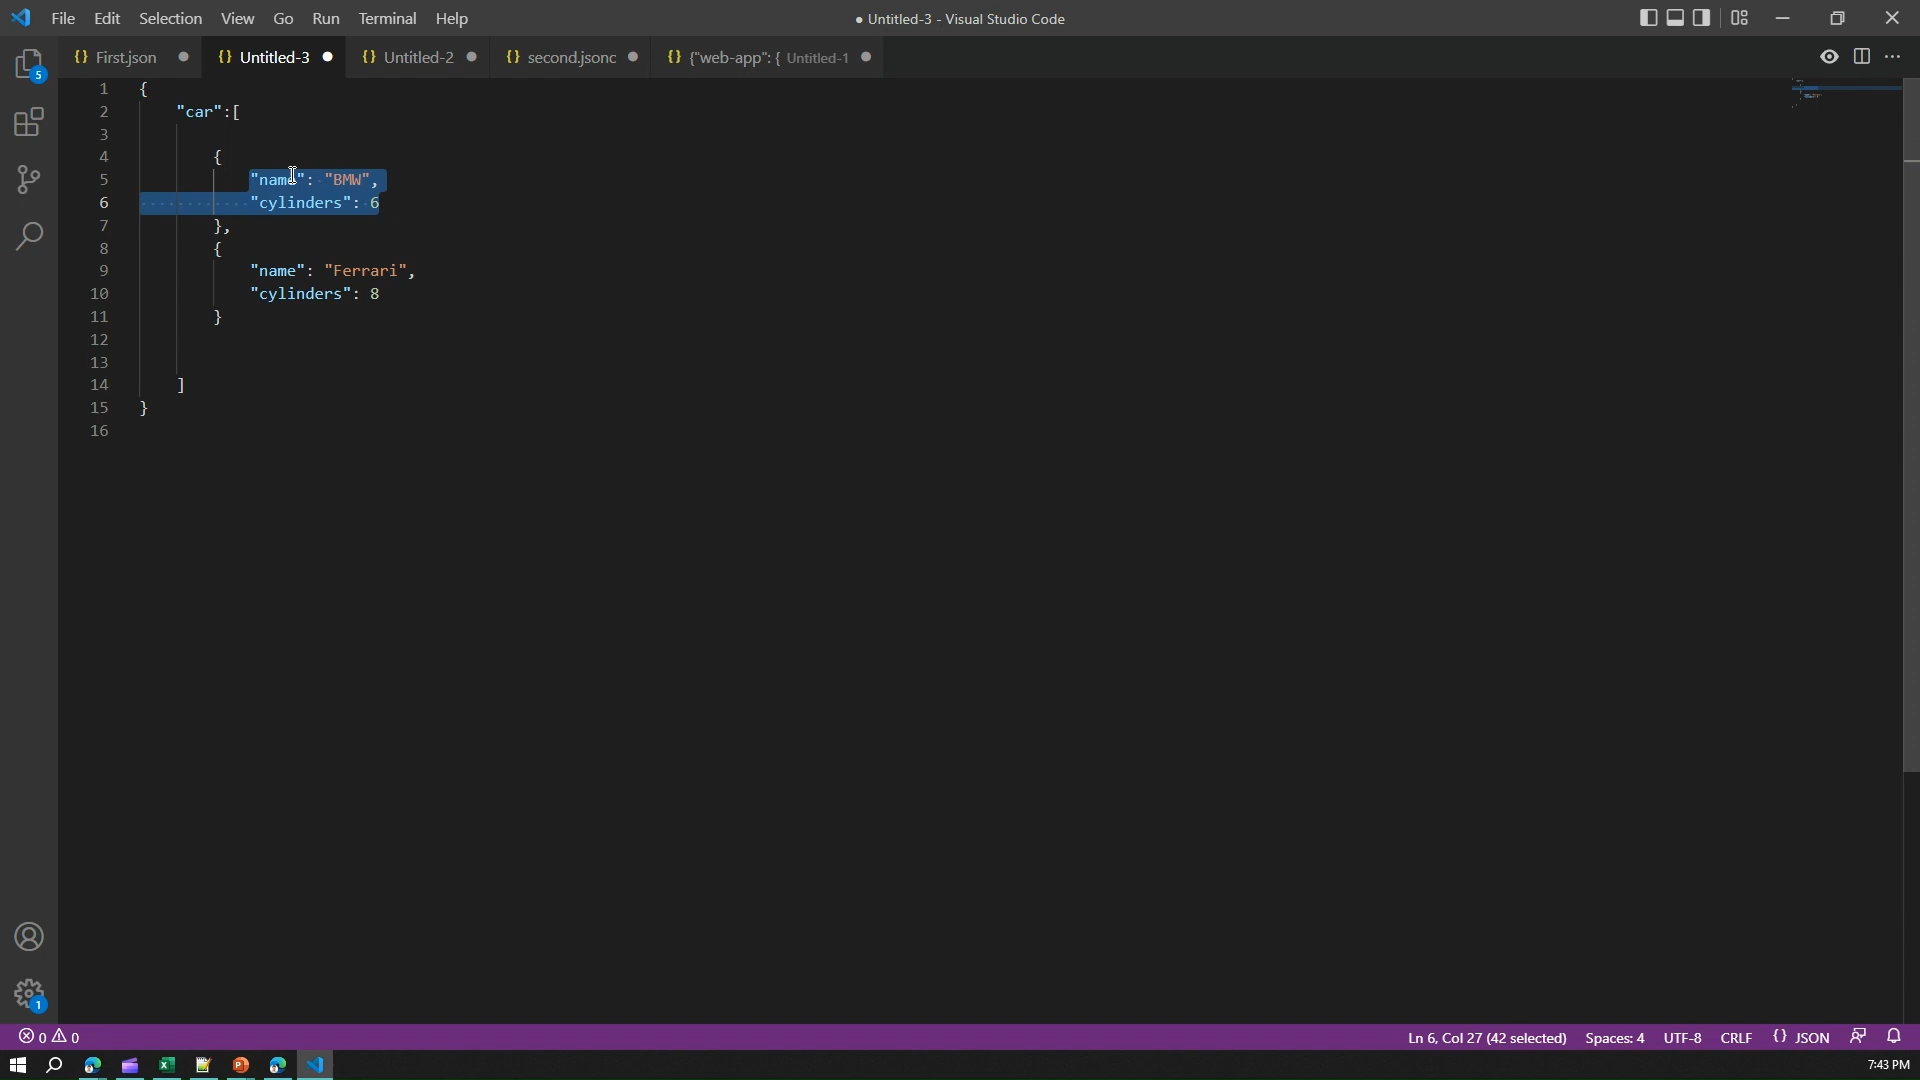 File Edit Selection View Go Run Terminal Help
● Untitled-3 - Visual Studio Code
5
{} First.json ● {} Untitled-3 ● {} Untitled-2 ● {} second.jsonc ● {} {"web-app": { Untitled-1 ●
1 {
2 "car":[
3
4 {
5 "name": "BMW",
6 "cylinders": 6
7 },
8 {
9 "name": "Ferrari",
10 "cylinders": 8
11 }
12
13
14 ]
15 }
16
1
0 0 Ln 6, Col 27 (42 selected) Spaces: 4 UTF-8 CRLF {} JSON
7:43 PM